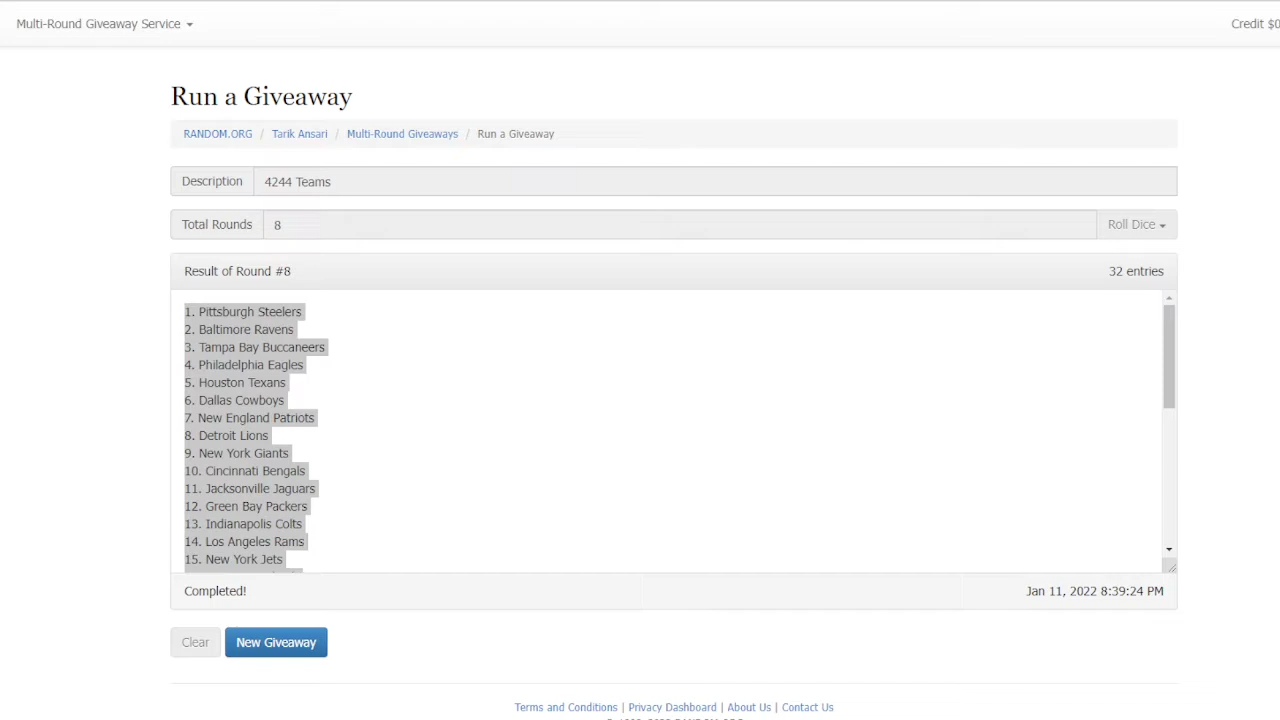 Multi-Round Giveaway Service
Credit $0
Run a Giveaway
RANDOM.ORG / Tarik Ansari / Multi-Round Giveaways / Run a Giveaway
Description 4244 Teams
Total Rounds 8 Roll Dice
Result of Round #8 32 entries
1. Pittsburgh Steelers
2. Baltimore Ravens
3. Tampa Bay Buccaneers
4. Philadelphia Eagles
5. Houston Texans
6. Dallas Cowboys
7. New England Patriots
8. Detroit Lions
9. New York Giants
10. Cincinnati Bengals
11. Jacksonville Jaguars
12. Green Bay Packers
13. Indianapolis Colts
14. Los Angeles Rams
15. New York Jets
Completed! Jan 11, 2022 8:39:24 PM
Clear New Giveaway
Terms and Conditions | Privacy Dashboard | About Us | Contact Us